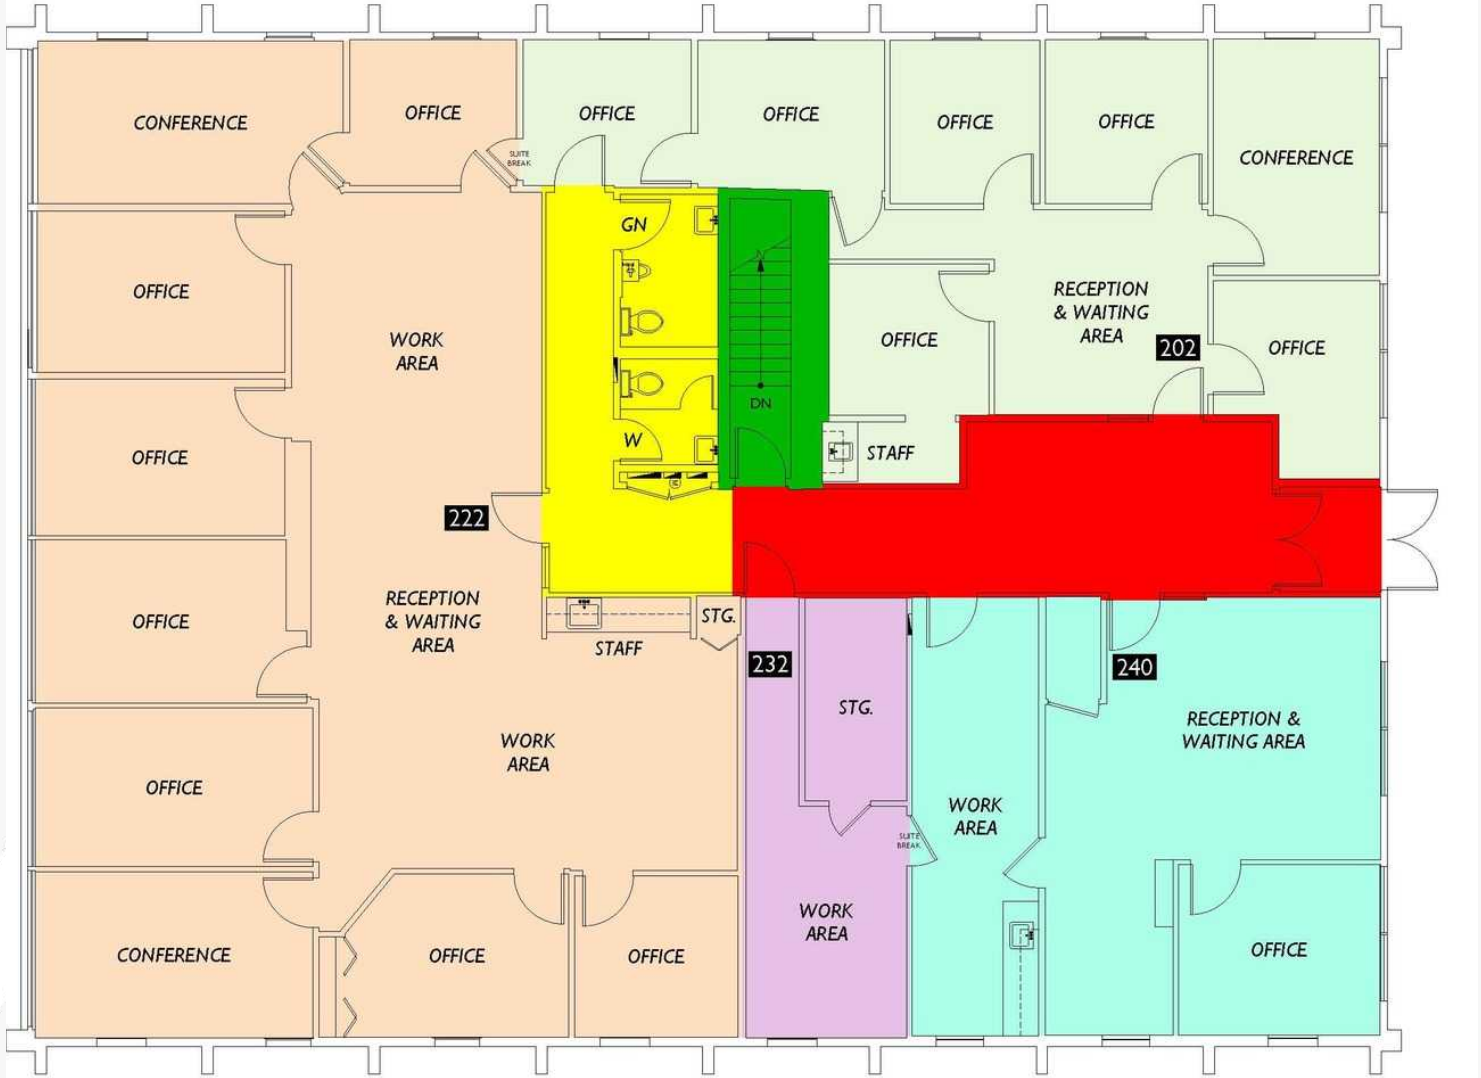 CONFERENCE
OFFICE
SUITE
BREAK
OFFICE
OFFICE
OFFICE
OFFICE
CONFERENCE
OFFICE
WORK
AREA
GN
W
DN
OFFICE
RECEPTION
& WAITING
AREA
202
OFFICE
STAFF
OFFICE
222
OFFICE
RECEPTION
& WAITING
AREA
STAFF
STG.
232
STG.
240
RECEPTION &
WAITING AREA
OFFICE
WORK
AREA
WORK
AREA
SUITE
BREAK
CONFERENCE
OFFICE
OFFICE
WORK
AREA
OFFICE